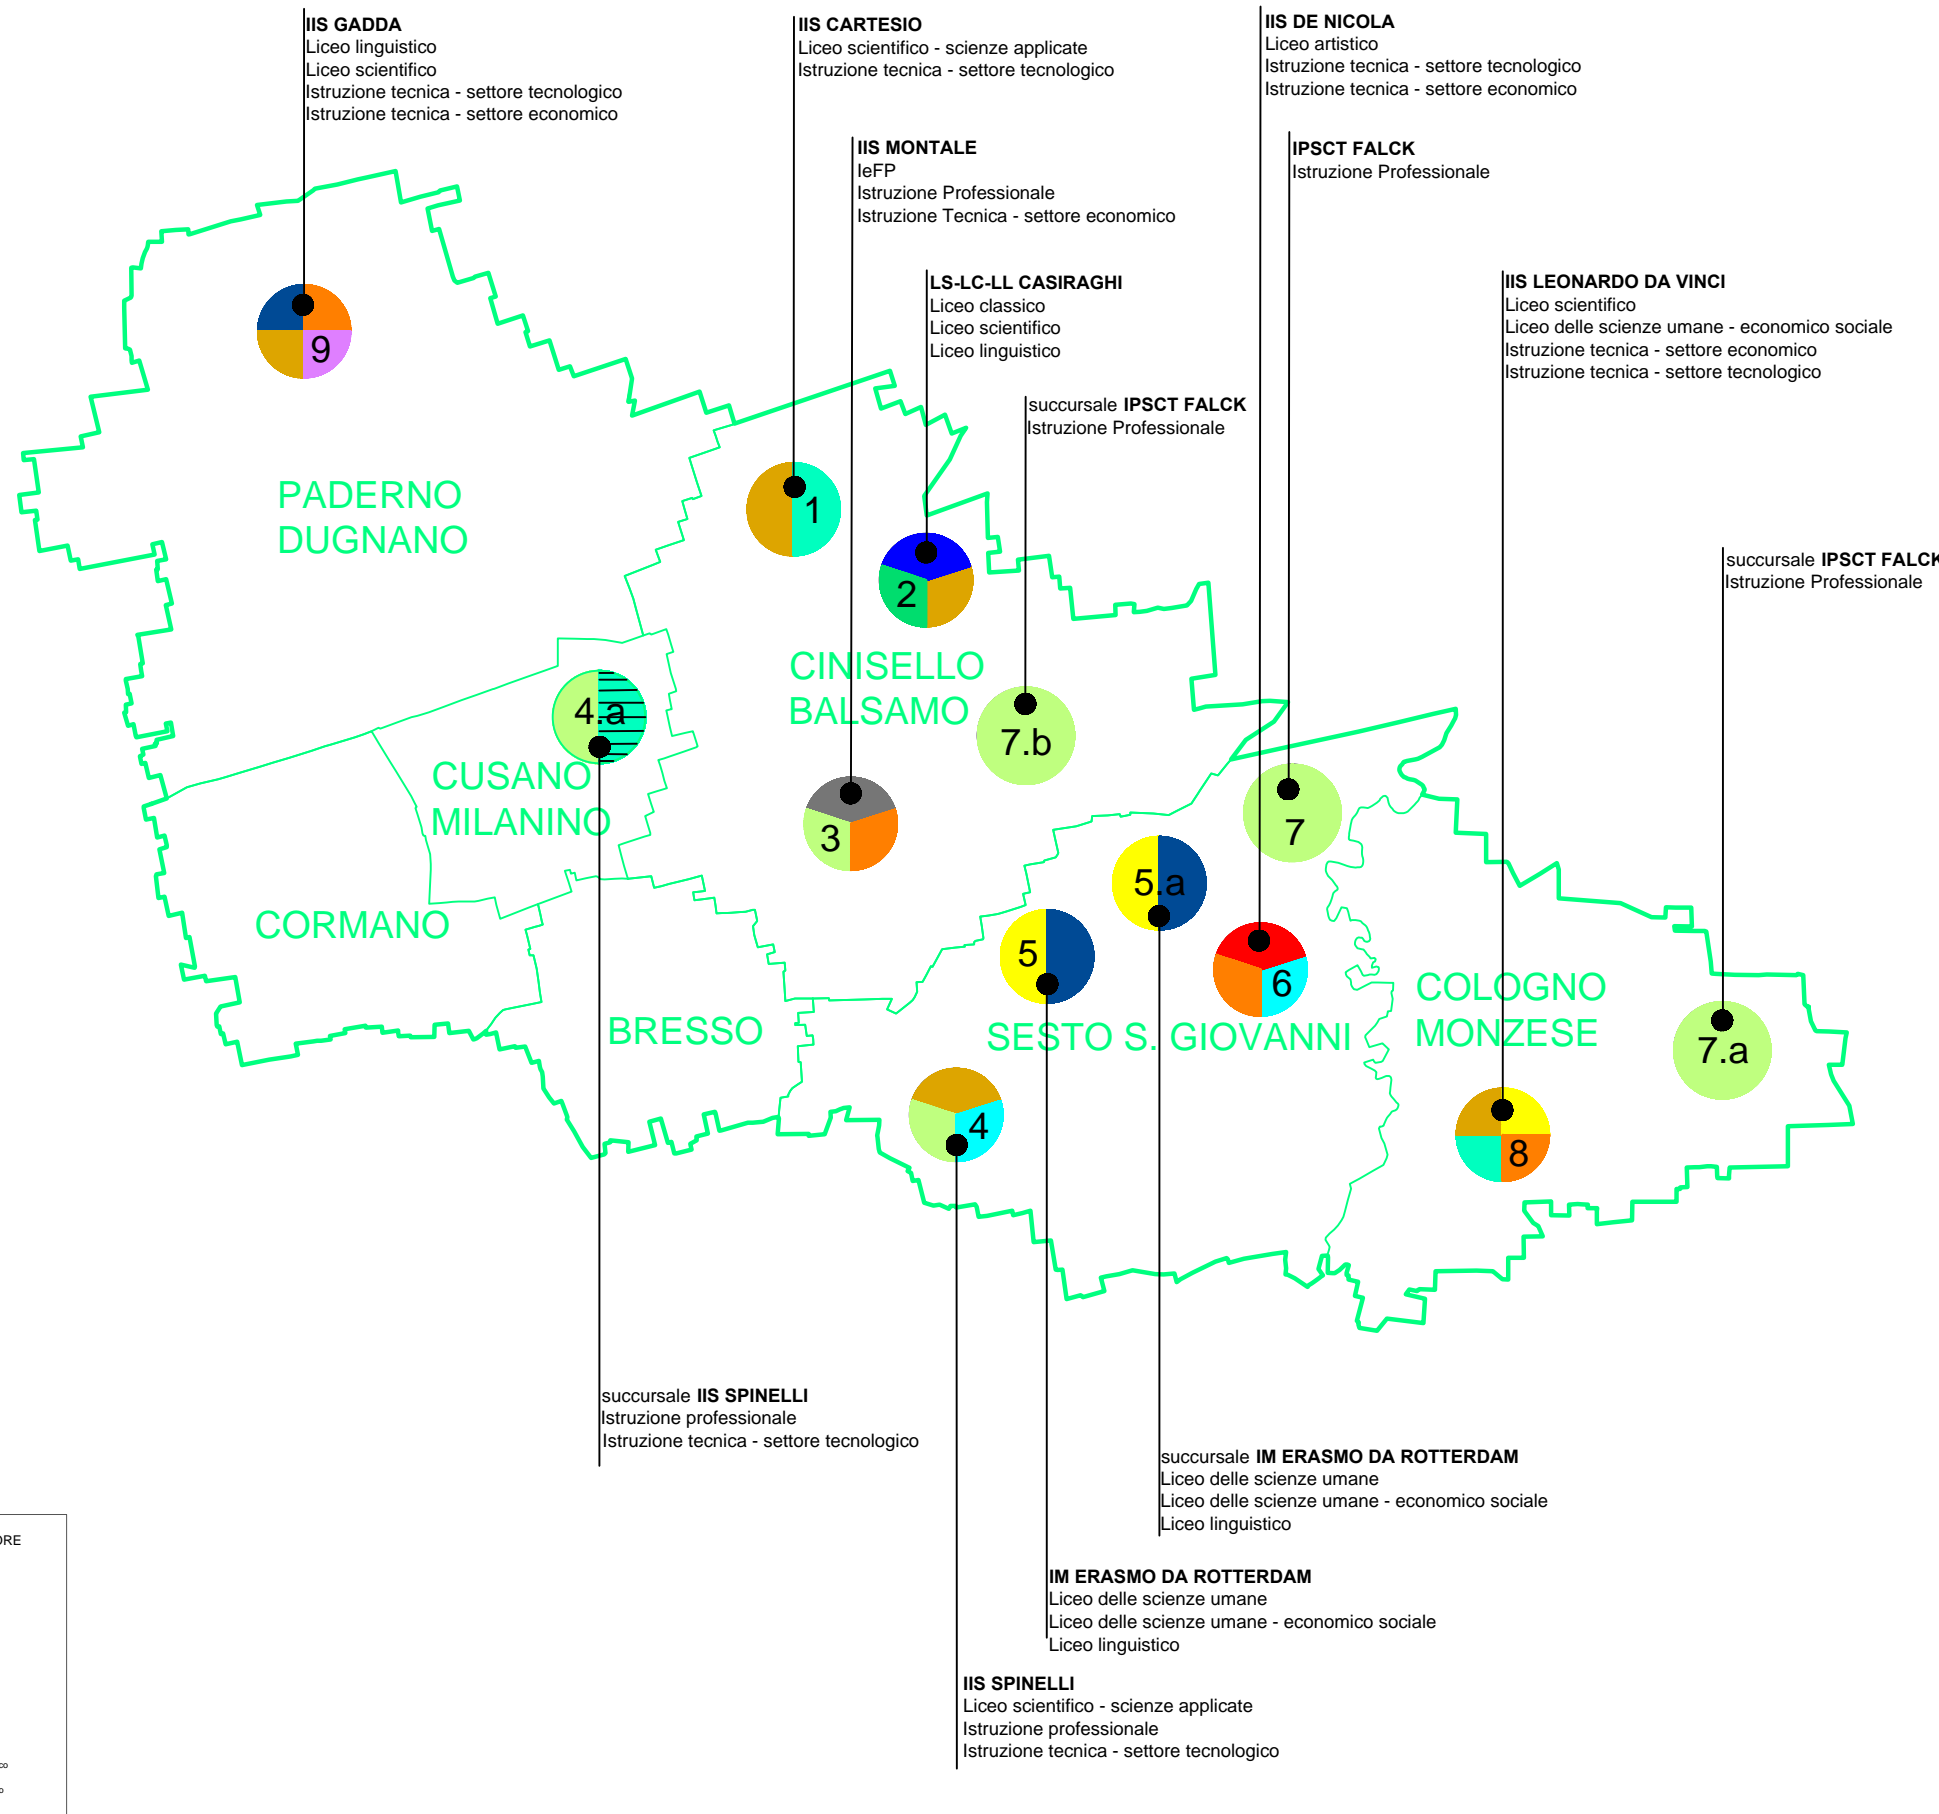 IIS GADDA
Liceo linguistico
Liceo scientifico
Istruzione tecnica - settore tecnologico
Istruzione tecnica - settore economico
IIS CARTESIO
Liceo scientifico - scienze applicate
Istruzione tecnica - settore tecnologico
IIS DE NICOLA
Liceo artistico
Istruzione tecnica - settore tecnologico
Istruzione tecnica - settore economico
IIS MONTALE
IeFP
Istruzione Professionale
Istruzione Tecnica - settore economico
IPSCT FALCK
Istruzione Professionale
LS-LC-LL CASIRAGHI
Liceo classico
Liceo scientifico
Liceo linguistico
IIS LEONARDO DA VINCI
Liceo scientifico
Liceo delle scienze umane - economico sociale
Istruzione tecnica - settore economico
Istruzione tecnica - settore tecnologico
succursale IPSCT FALCK
Istruzione Professionale
succursale IPSCT FALCK
Istruzione Professionale
9
PADERNO
DUGNANO
1
2
CINISELLO
BALSAMO
4.a
7.b
CUSANO
MILANINO
3
7
5.a
CORMANO
5
6
COLOGNO
MONZESE
BRESSO
SESTO S. GIOVANNI
7.a
4
8
succursale IIS SPINELLI
Istruzione professionale
Istruzione tecnica - settore tecnologico
succursale IM ERASMO DA ROTTERDAM
Liceo delle scienze umane
Liceo delle scienze umane - economico sociale
Liceo linguistico
IM ERASMO DA ROTTERDAM
Liceo delle scienze umane
Liceo delle scienze umane - economico sociale
Liceo linguistico
IIS SPINELLI
Liceo scientifico - scienze applicate
Istruzione professionale
Istruzione tecnica - settore tecnologico
ORE
co
o